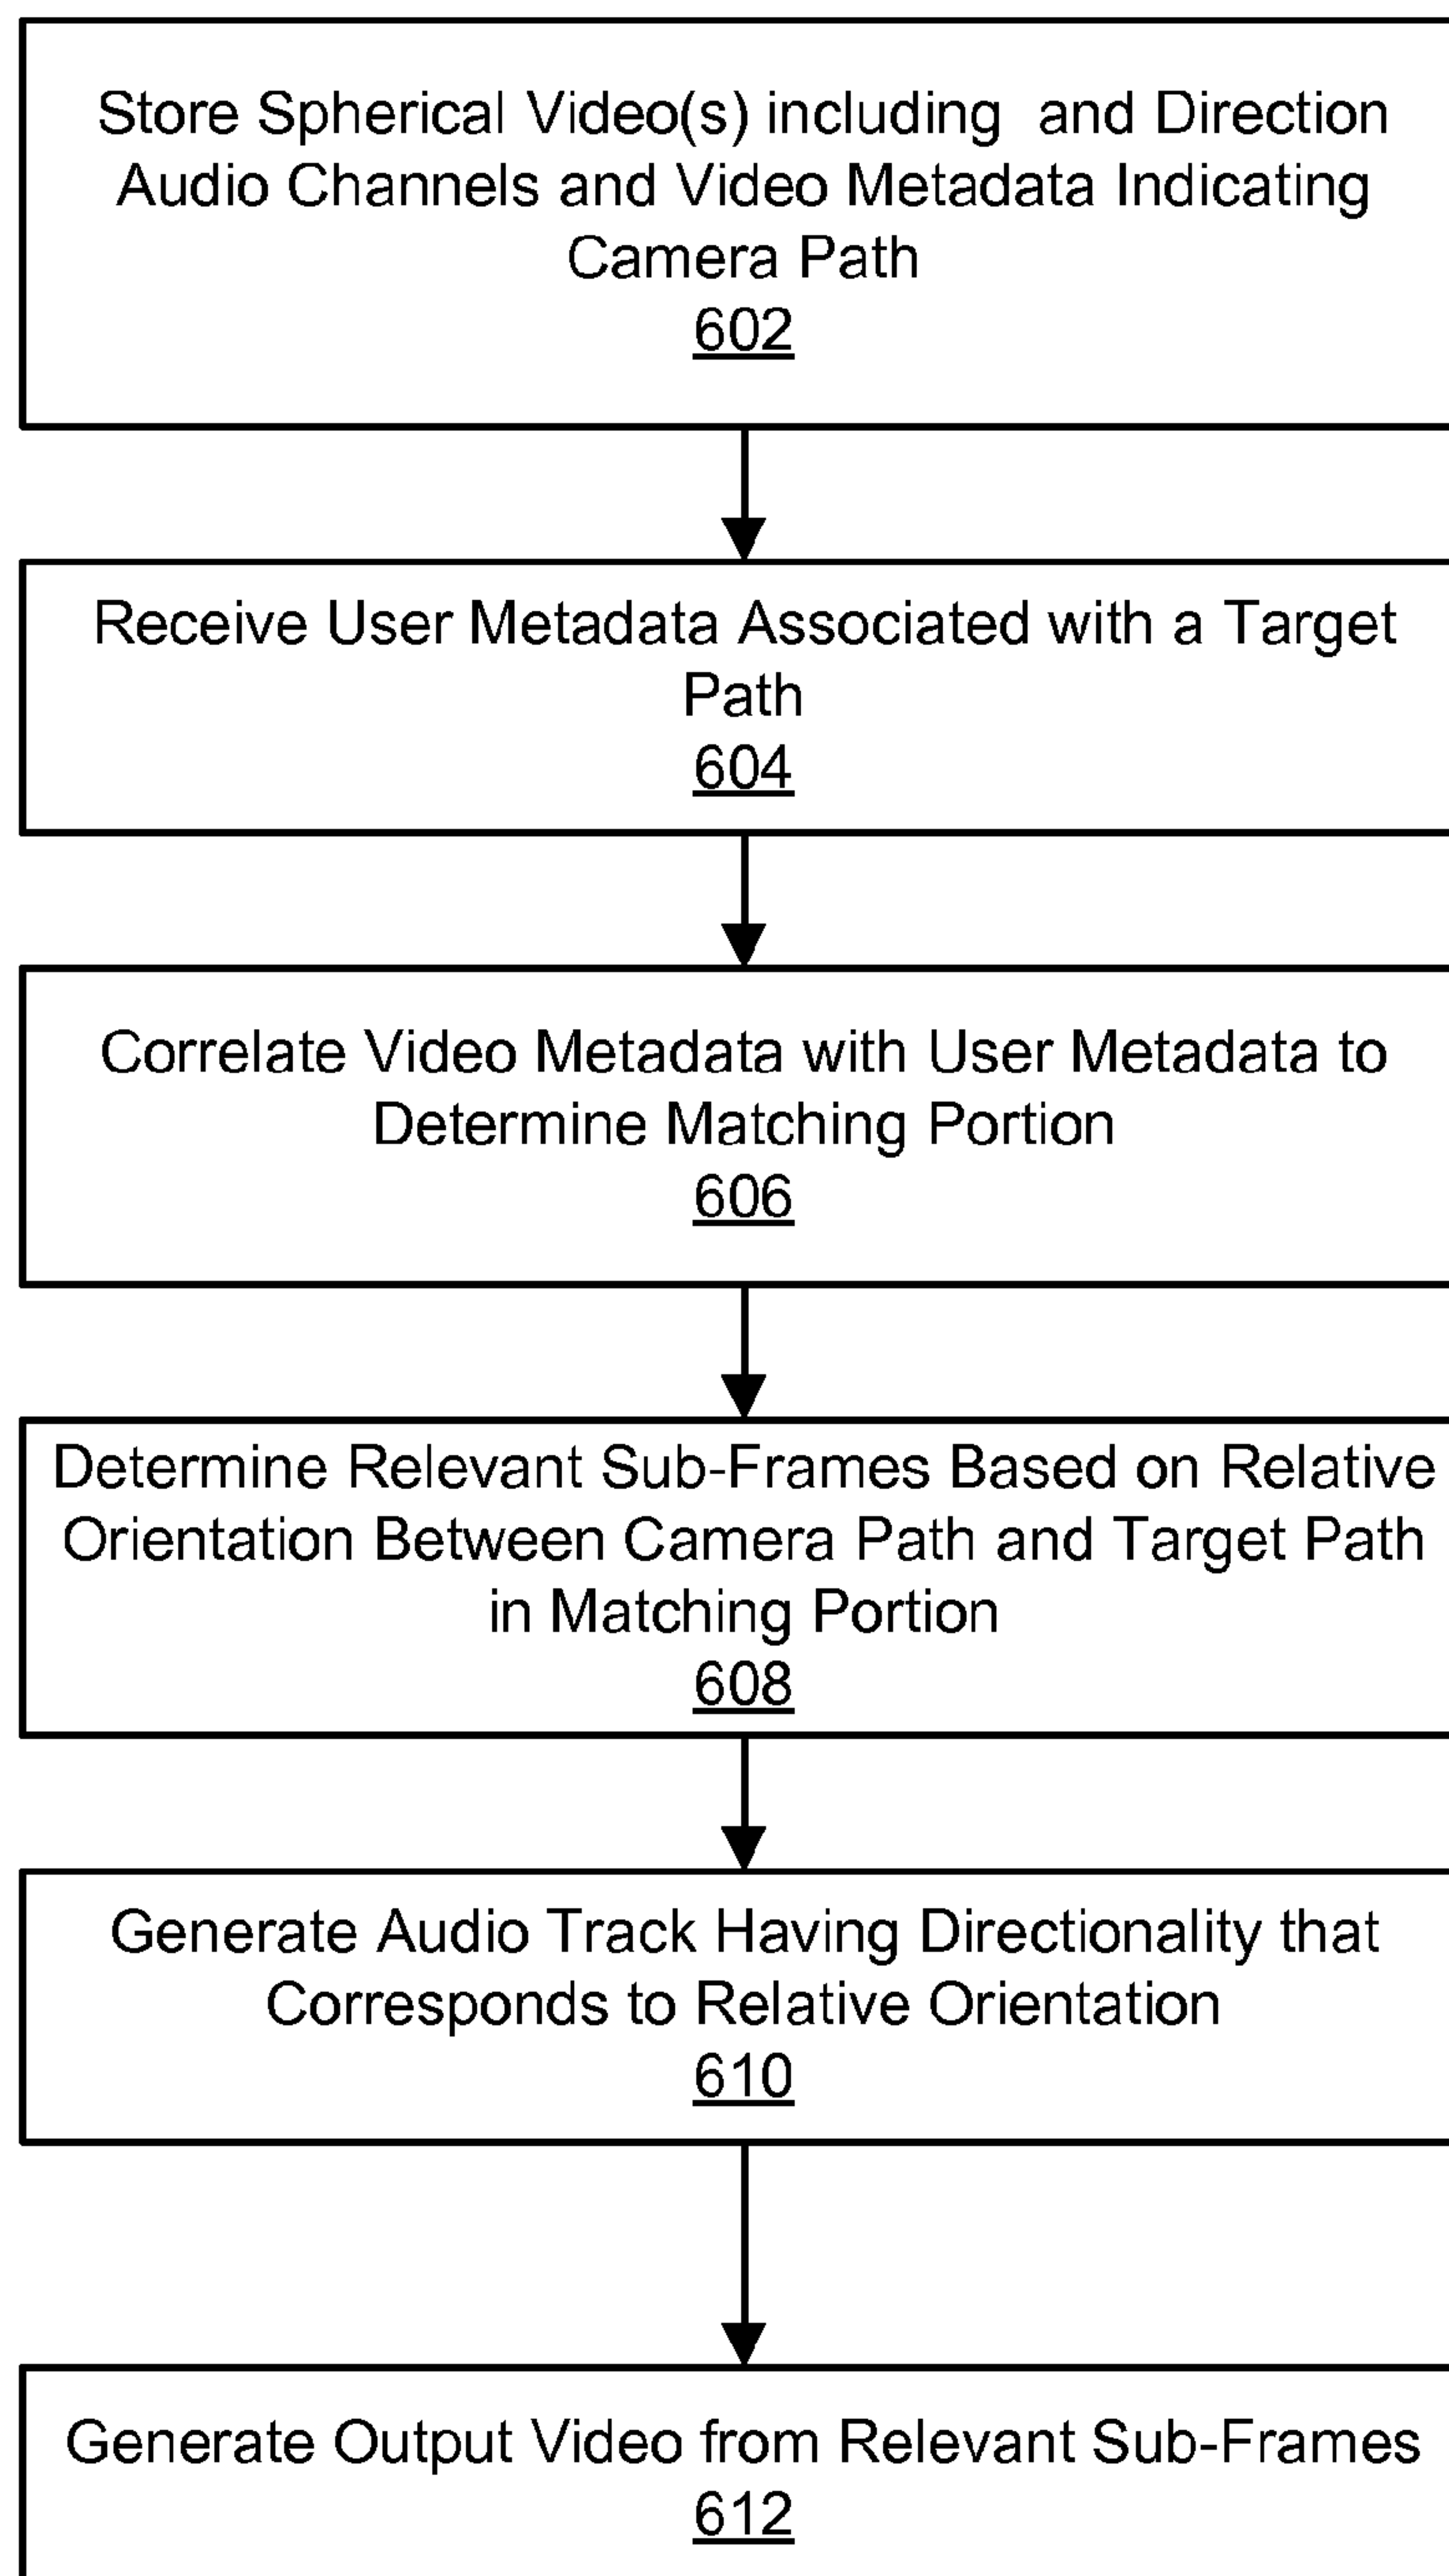 Store Spherical Video(s) including  and Direction
Audio Channels and Video Metadata Indicating
Camera Path
602
Receive User Metadata Associated with a Target
Path
604
Correlate Video Metadata with User Metadata to
Determine Matching Portion
606
Determine Relevant Sub-Frames Based on Relative
Orientation Between Camera Path and Target Path
in Matching Portion
608
Generate Audio Track Having Directionality that
Corresponds to Relative Orientation
610
Generate Output Video from Relevant Sub-Frames
612